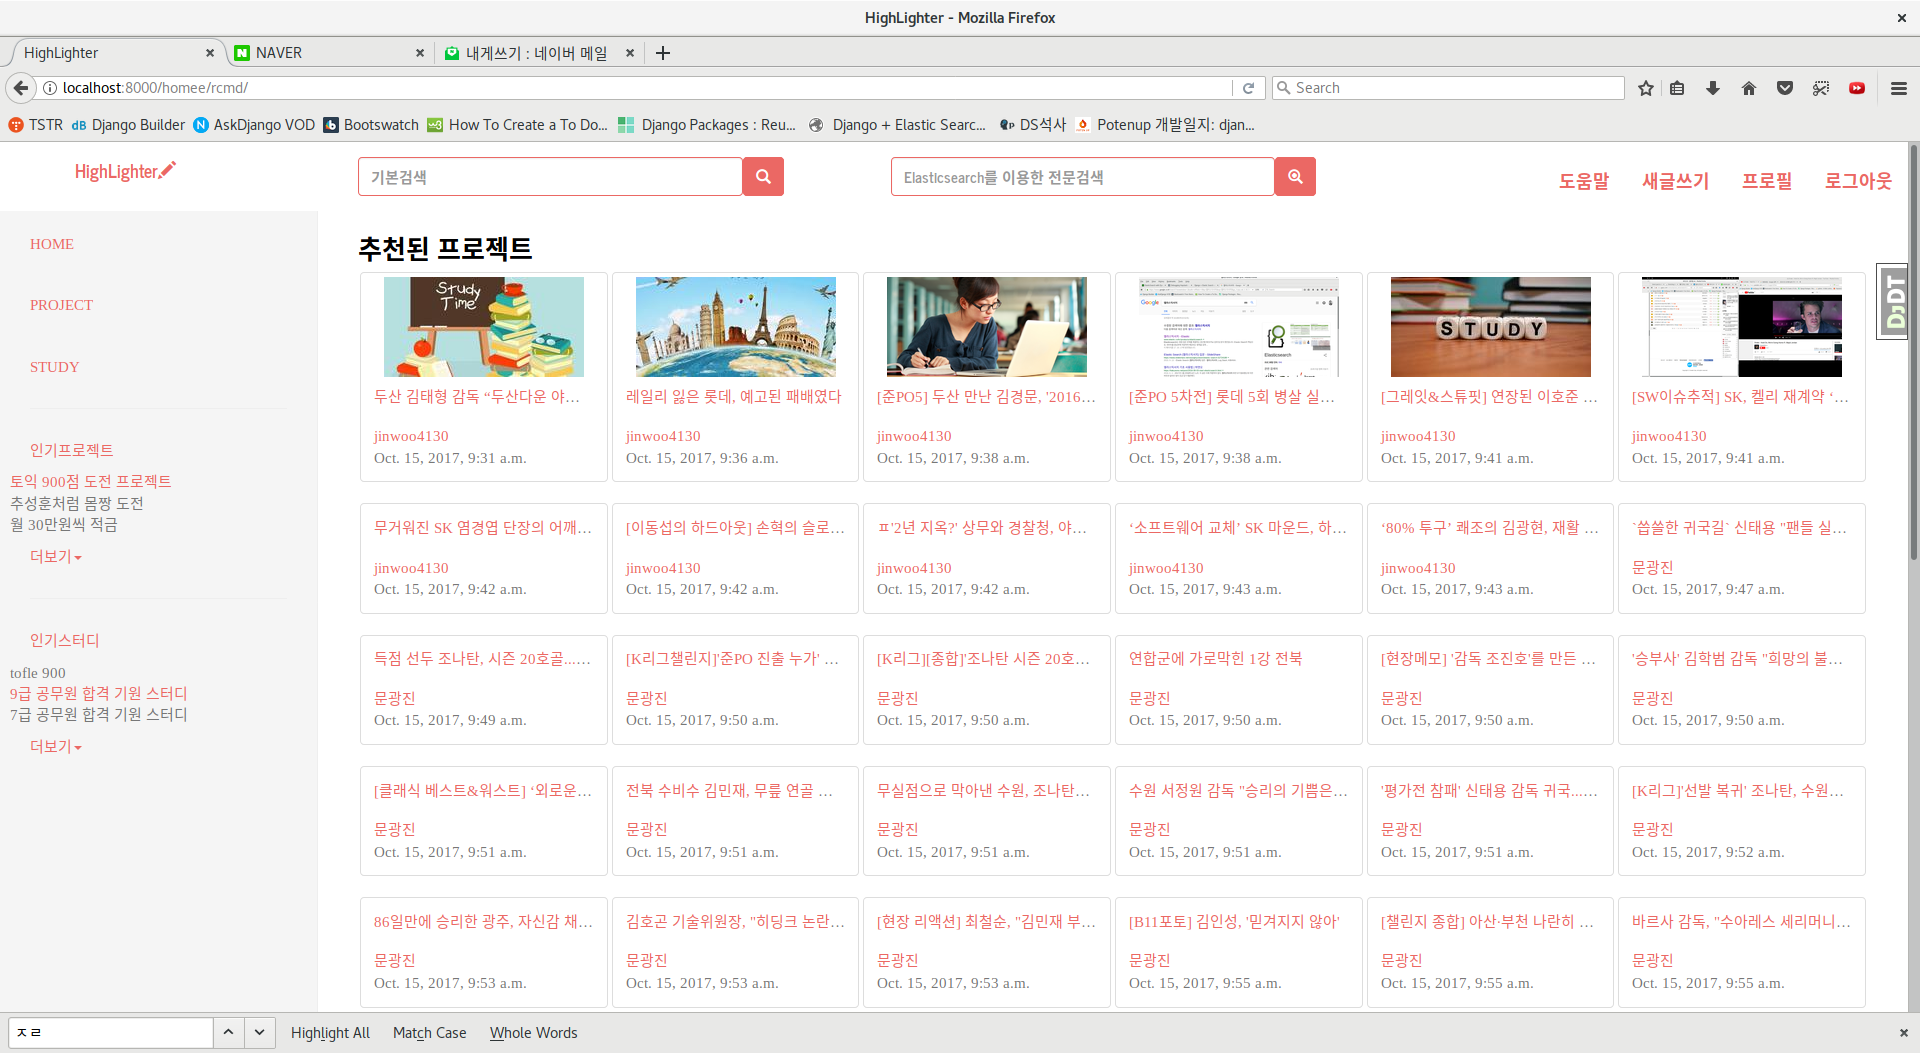 HighLighter - Mozilla Firefox
HighLighter
NAVER
내게쓰기 : 네이버 메일
localhost:8000/homee/rcmd/
Search
TSTR
dB Django Builder
AskDjango VOD
Bootswatch
How To Create a To Do...
Django Packages : Reu...
Django + Elastic Searc...
DS석사
Potenup 개발일지: djan...
HighLighter
기본검색
Elasticsearch를 이용한 전문검색
도움말
새글쓰기
프로필
로그아웃
HOME
PROJECT
STUDY
인기프로젝트
토익 900점 도전 프로젝트
추성훈처럼 몸짱 도전
월 30만원씩 적금
더보기
인기스터디
tofle 900
9급 공무원 합격 기원 스터디
7급 공무원 합격 기원 스터디
더보기
추천된 프로젝트
DjDT
Study
Time
두산 김태형 감독 “두산다운 야...
jinwoo4130
Oct. 15, 2017, 9:31 a.m.
레일리 잃은 롯데, 예고된 패배였다
jinwoo4130
Oct. 15, 2017, 9:36 a.m.
[준PO5] 두산 만난 김경문, '2016...
jinwoo4130
Oct. 15, 2017, 9:38 a.m.
Google
Elasticsearch
[준PO 5차전] 롯데 5회 병살 실...
jinwoo4130
Oct. 15, 2017, 9:38 a.m.
STUDY
[그레잇&스튜핏] 연장된 이호준 ...
jinwoo4130
Oct. 15, 2017, 9:41 a.m.
[SW이슈추적] SK, 켈리 재계약 ‘...
jinwoo4130
Oct. 15, 2017, 9:41 a.m.
무거워진 SK 염경엽 단장의 어깨...
jinwoo4130
Oct. 15, 2017, 9:42 a.m.
[이동섭의 하드아웃] 손혁의 슬로...
jinwoo4130
Oct. 15, 2017, 9:42 a.m.
ㅍ'2년 지옥?' 상무와 경찰청, 야...
jinwoo4130
Oct. 15, 2017, 9:42 a.m.
‘소프트웨어 교체’ SK 마운드, 하...
jinwoo4130
Oct. 15, 2017, 9:43 a.m.
‘80% 투구’ 쾌조의 김광현, 재활 ...
jinwoo4130
Oct. 15, 2017, 9:43 a.m.
`씁쓸한 귀국길` 신태용 "팬들 실...
문광진
Oct. 15, 2017, 9:47 a.m.
득점 선두 조나탄, 시즌 20호골......
문광진
Oct. 15, 2017, 9:49 a.m.
[K리그챌린지]'준PO 진출 누가' ...
문광진
Oct. 15, 2017, 9:50 a.m.
[K리그][종합]'조나탄 시즌 20호...
문광진
Oct. 15, 2017, 9:50 a.m.
연합군에 가로막힌 1강 전북
문광진
Oct. 15, 2017, 9:50 a.m.
[현장메모] '감독 조진호'를 만든 ...
문광진
Oct. 15, 2017, 9:50 a.m.
'승부사' 김학범 감독 "희망의 불...
문광진
Oct. 15, 2017, 9:50 a.m.
[클래식 베스트&워스트] ‘외로운...
문광진
Oct. 15, 2017, 9:51 a.m.
전북 수비수 김민재, 무릎 연골 ...
문광진
Oct. 15, 2017, 9:51 a.m.
무실점으로 막아낸 수원, 조나탄...
문광진
Oct. 15, 2017, 9:51 a.m.
수원 서정원 감독 "승리의 기쁨은...
문광진
Oct. 15, 2017, 9:51 a.m.
'평가전 참패' 신태용 감독 귀국......
문광진
Oct. 15, 2017, 9:51 a.m.
[K리그]'선발 복귀' 조나탄, 수원...
문광진
Oct. 15, 2017, 9:52 a.m.
86일만에 승리한 광주, 자신감 채...
문광진
Oct. 15, 2017, 9:53 a.m.
김호곤 기술위원장, "히딩크 논란...
문광진
Oct. 15, 2017, 9:53 a.m.
[현장 리액션] 최철순, "김민재 부...
문광진
Oct. 15, 2017, 9:53 a.m.
[B11포토] 김인성, '믿겨지지 않아'
문광진
Oct. 15, 2017, 9:55 a.m.
[챌린지 종합] 아산·부천 나란히 ...
문광진
Oct. 15, 2017, 9:55 a.m.
바르사 감독, "수아레스 세리머니...
문광진
Oct. 15, 2017, 9:55 a.m.
ㅈㄹ
Highlight All
Match Case
Whole Words